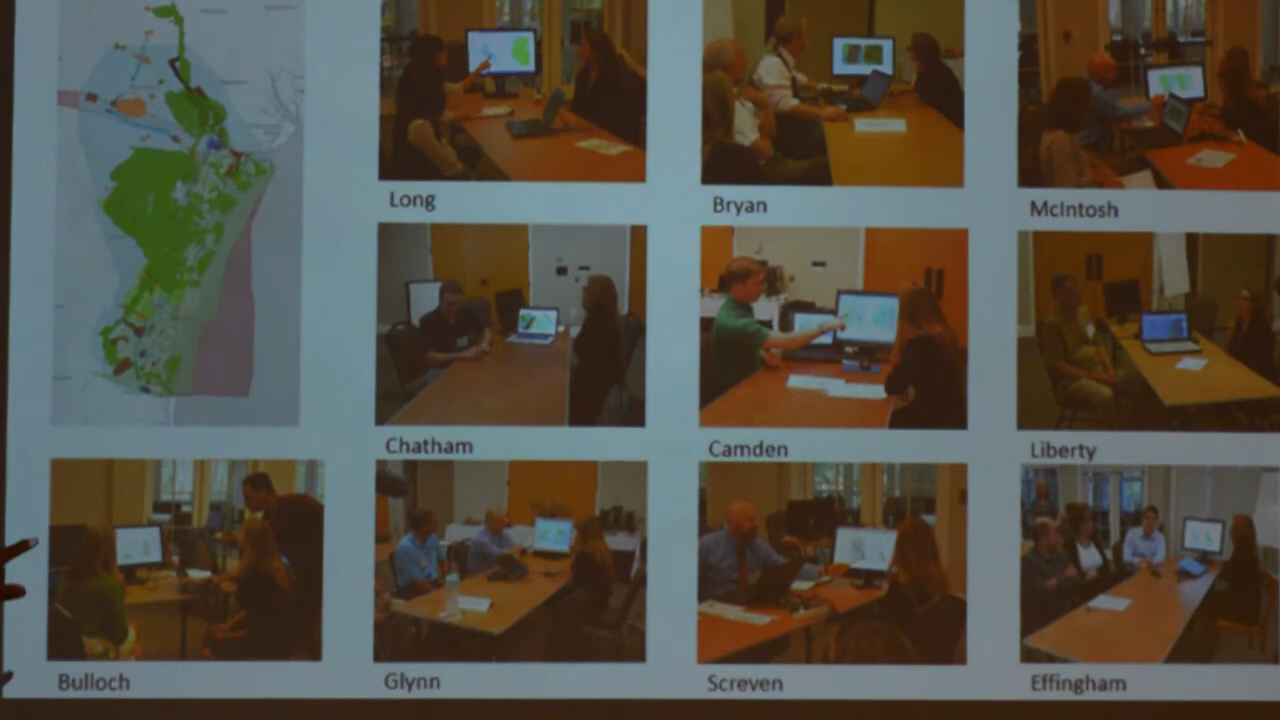 Long
Bryan
McIntosh
Chatham
Camden
Liberty
Bulloch
Glynn
Screven
Effingham